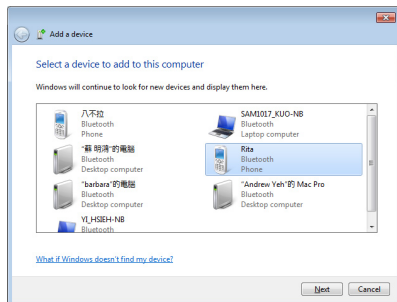 Add a device
Select a device to add to this computer
Windows will continue to look for new devices and display them here.
八不拉
Bluetooth
Phone
SAM1017_KUO-NB
Bluetooth
Laptop computer
"蘇 明鴻"的電腦
Bluetooth
Desktop computer
Rita
Bluetooth
Phone
"barbara"的電腦
Bluetooth
Desktop computer
"Andrew Yeh"的 Mac Pro
Bluetooth
Desktop computer
YJ_HSIEH-NB
Bluetooth
What if Windows doesn't find my device?
Next
Cancel